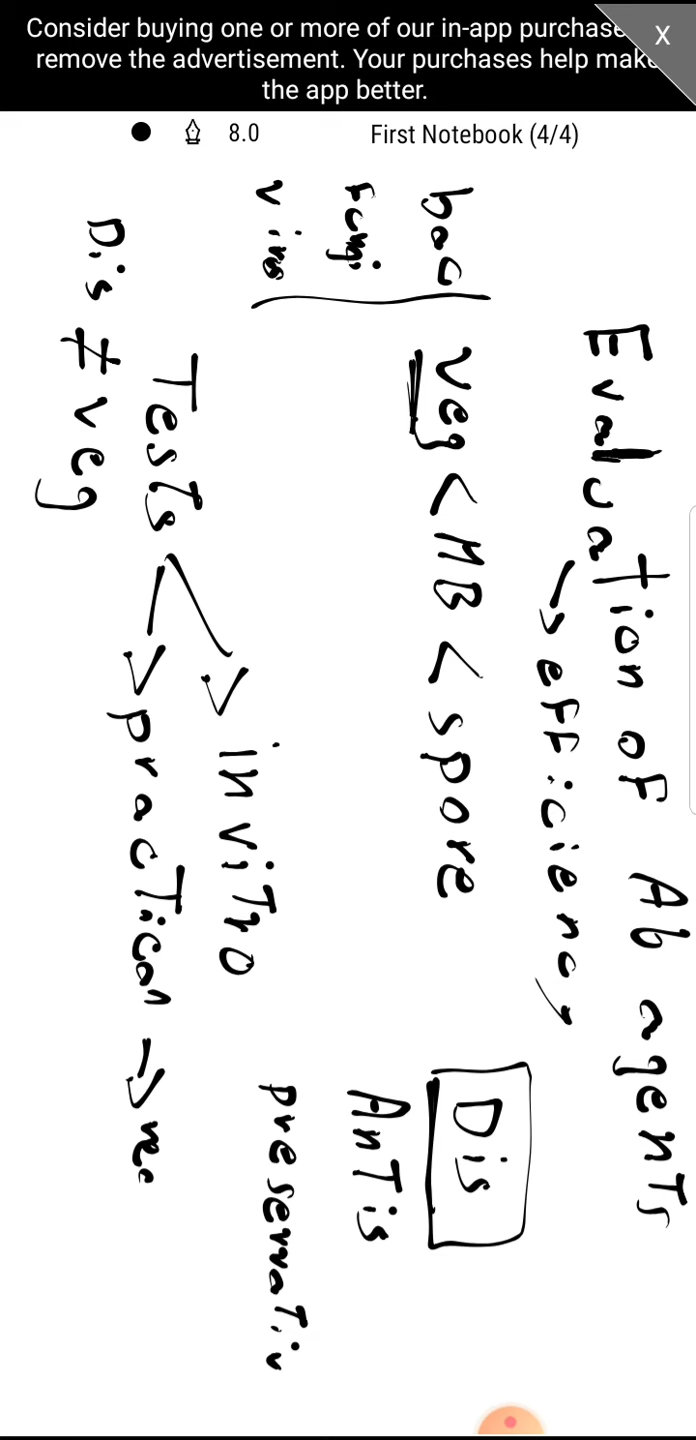 Consider buying one or more of our in-app purchase
remove the advertisement. Your purchases help make
the app better.
X
8.0 First Notebook (4/4)
Evaluation of Ab agents
→ efficiency
bac veg < MB < spore Dis
fungi Antis
virus preservativ
Tests → in vitro
→ practical →
Dis ≠ veg